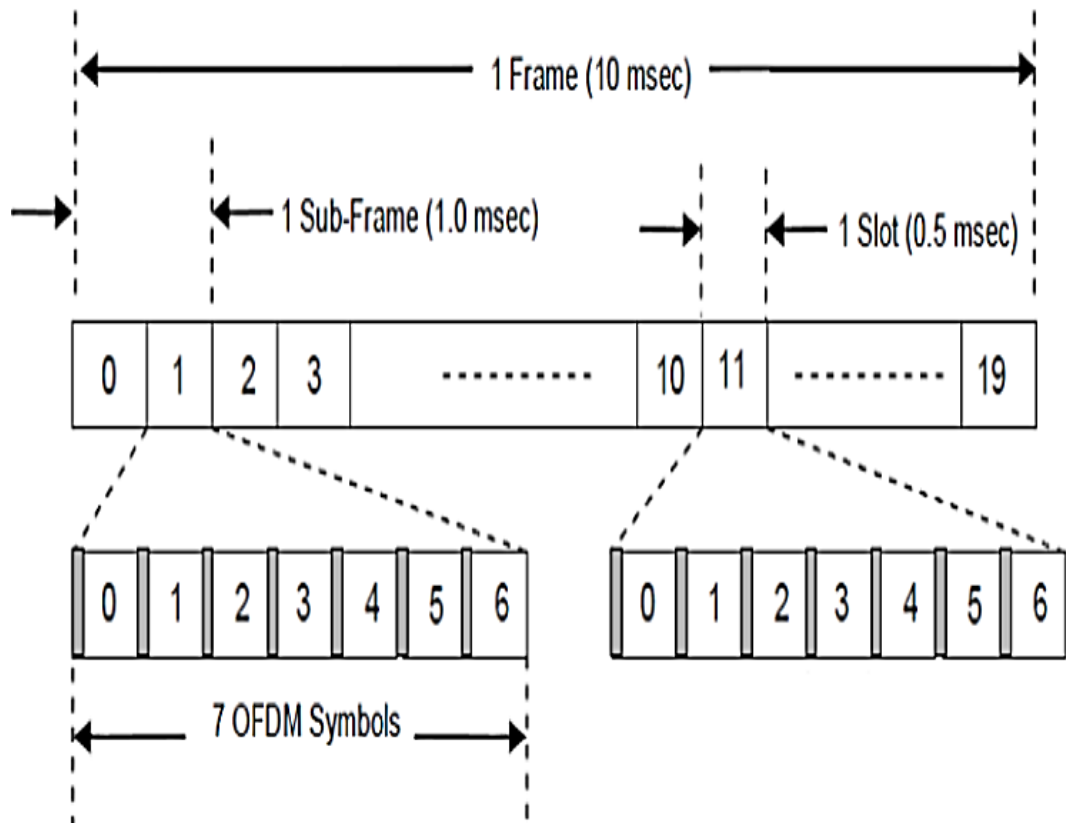 1 Frame (10 msec)
1 Sub-Frame (1.0 msec)
1 Slot (0.5 msec)
0 1 2 3 10 11 19
0 1 2 3 4 5 6 0 1 2 3 4 5 6
7 OFDM Symbols